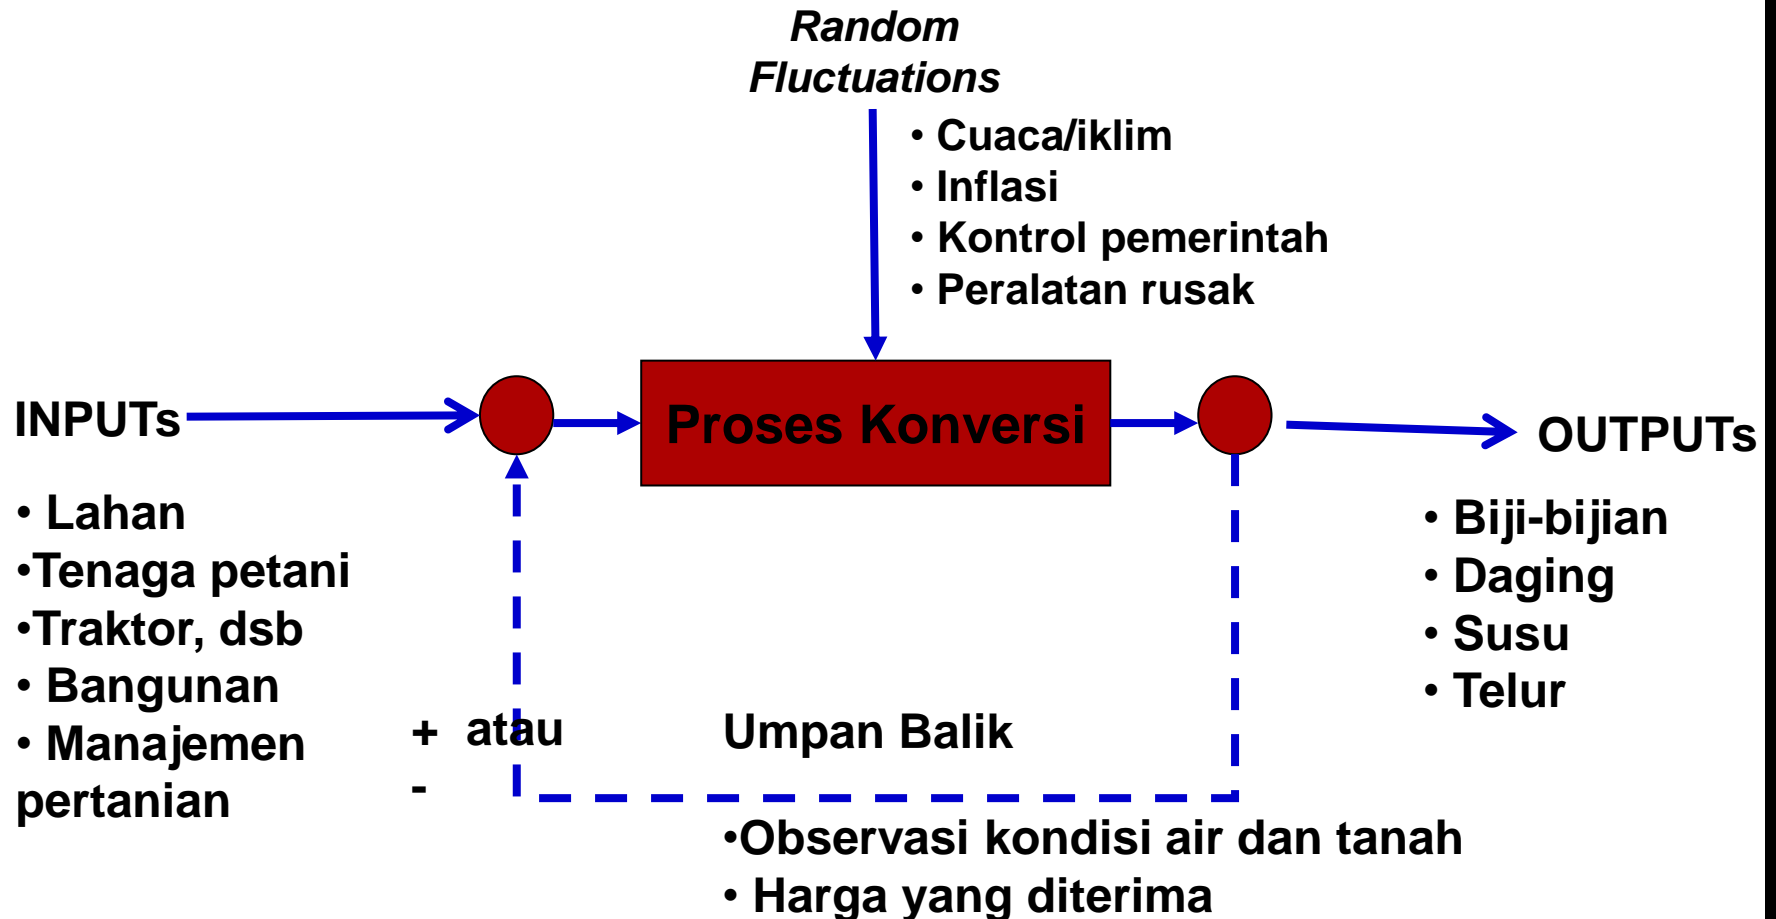 Random
Fluctuations
• Cuaca/iklim
• Inflasi
• Kontrol pemerintah
• Peralatan rusak
INPUTs
Proses Konversi
OUTPUTs
• Lahan
•Tenaga petani
•Traktor, dsb
• Bangunan
• Manajemen
pertanian
• Biji-bijian
• Daging
• Susu
• Telur
+ atau
-
Umpan Balik
•Observasi kondisi air dan tanah
• Harga yang diterima